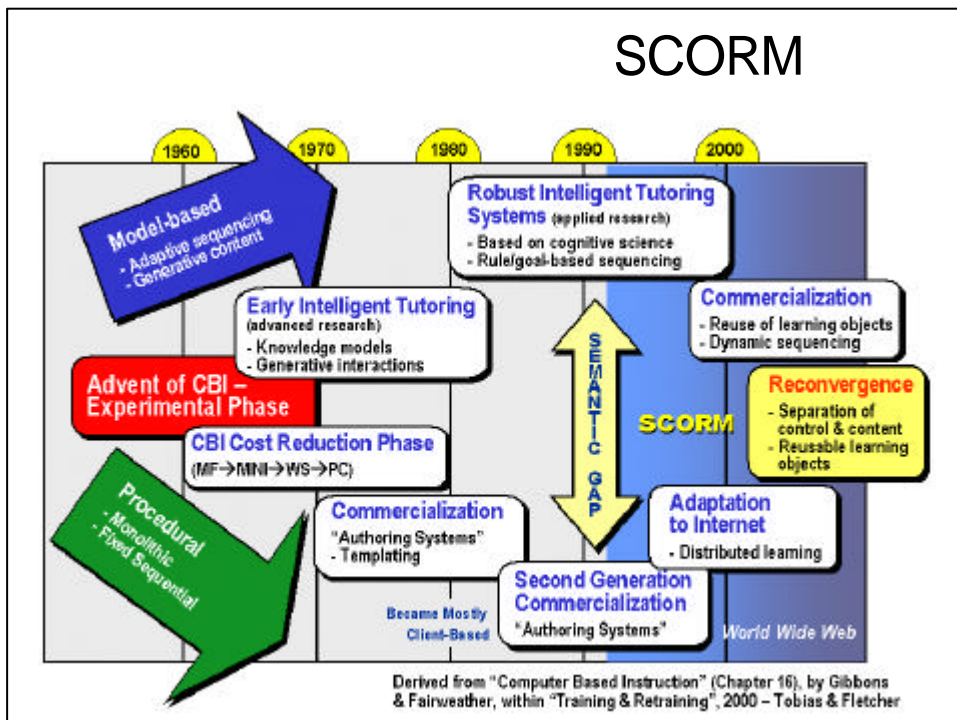 SCORM
1960
1970
1980
1990
2000
Model-based
- Adaptive sequencing
- Generative content
Robust Intelligent Tutoring
Systems (applied research)
- Based on cognitive science
- Rule/goal-based sequencing
Early Intelligent Tutoring
(advanced research)
- Knowledge models
- Generative interactions
Commercialization
- Reuse of learning objects
- Dynamic sequencing
Advent of CBI –
Experimental Phase
SEMANTIC GAP
SCORM
Reconvergence
- Separation of
control & content
- Reusable learning
objects
CBI Cost Reduction Phase
(MF→MINI→WS→PC)
Procedural
- Monolithic
- Fixed Sequential
Commercialization
"Authoring Systems"
- Templating
Adaptation
to Internet
- Distributed learning
Second Generation
Commercialization
"Authoring Systems"
Became Mostly
Client-Based
World Wide Web
Derived from "Computer Based Instruction" (Chapter 16), by Gibbons
& Fairweather, within "Training & Retraining", 2000 – Tobias & Fletcher